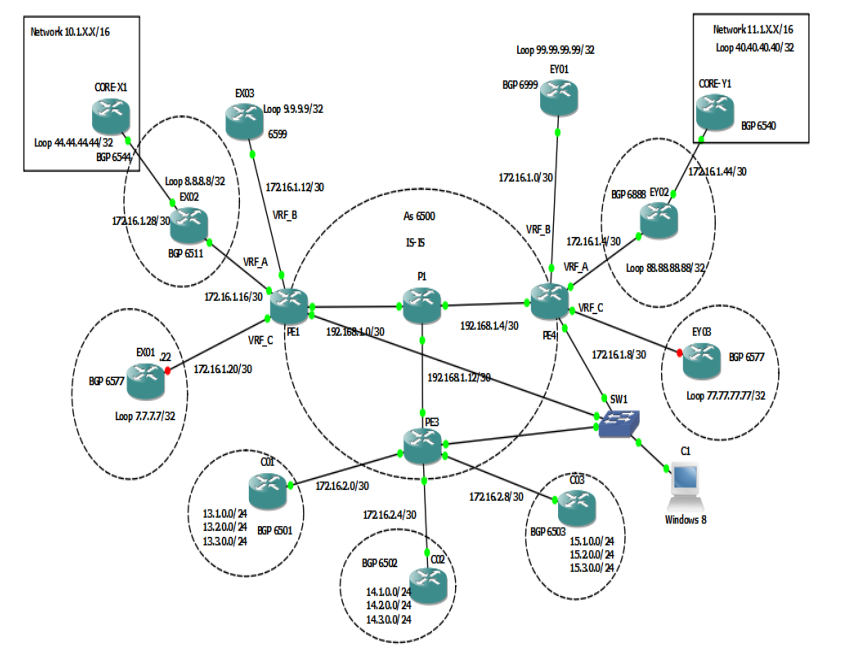 Network 10.1.X.X/16
CORE-X1
Loop 44.44.44.44/32
BGP 6544
EX03
Loop 9.9.9.9/32
6599
172.16.1.12/30
VRF_B
Loop 8.8.8.8/32
EX02
172.16.1.28/30
BGP 6511
VRF_A
172.16.1.16/30
PE1
VRF_C
EX01
.22
BGP 6577
172.16.1.20/30
Loop 7.7.7.7/32
As 6500
IS-IS
P1
192.168.1.0/30
192.168.1.4/30
192.168.1.12/30
PE3
Loop 99.99.99.99/32
EY01
BGP 6999
172.16.1.0/30
VRF_B
Network 11.1.X.X/16
Loop 40.40.40.40/32
CORE-Y1
BGP 6540
172.16.1.44/30
BGP 6888
EY02
172.16.1.4/30
VRF_A
Loop 88.88.88.88/32
VRF_C
PE4
EY03
BGP 6577
172.16.1.8/30
Loop 77.77.77.77/32
SW1
C1
Windows 8
C01
172.16.2.0/30
13.1.0.0/24
13.2.0.0/24
13.3.0.0/24
BGP 6501
172.16.2.4/30
BGP 6502
C02
14.1.0.0/24
14.2.0.0/24
14.3.0.0/24
172.16.2.8/30
C03
BGP 6503
15.1.0.0/24
15.2.0.0/24
15.3.0.0/24